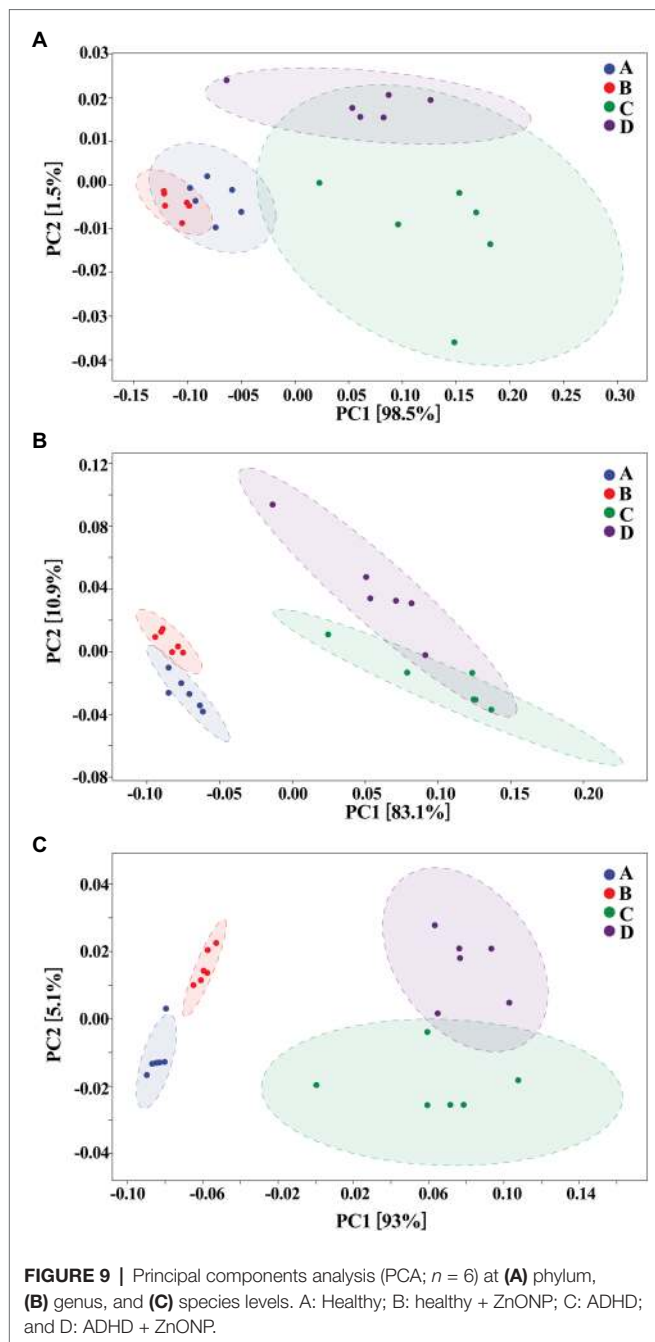 A
0.03
0.02
0.01
0.00
-0.01
-0.02
-0.03
-0.04
PC2 [1.5%]
A
B
C
D
-0.15 -0.10 -005 0.00 0.05 0.10 0.15 0.20 0.25 0.30
PC1 [98.5%]
B
0.12
0.08
0.04
0.00
-0.04
-0.08
PC2 [10.9%]
A
B
C
D
-0.10 -0.05 0.00 0.05 0.10 0.15 0.20
PC1 [83.1%]
C
0.04
0.02
0.00
-0.02
-0.04
PC2 [5.1%]
A
B
C
D
-0.10 -0.06 -0.02 0.02 0.06 0.10 0.14
PC1 [93%]
FIGURE 9 | Principal components analysis (PCA; n = 6) at (A) phylum,
(B) genus, and (C) species levels. A: Healthy; B: healthy + ZnONP; C: ADHD;
and D: ADHD + ZnONP.